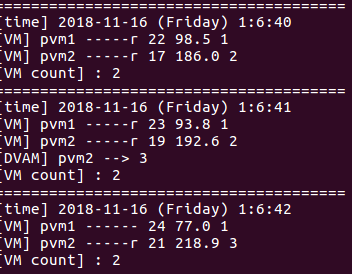 ========================================
[time] 2018-11-16 (Friday) 1:6:40
[VM] pvm1 -----r 22 98.5 1
[VM] pvm2 -----r 17 186.0 2
[VM count] : 2
========================================
[time] 2018-11-16 (Friday) 1:6:41
[VM] pvm1 -----r 23 93.8 1
[VM] pvm2 -----r 19 192.6 2
[DVAM] pvm2 --> 3
[VM count] : 2
========================================
[time] 2018-11-16 (Friday) 1:6:42
[VM] pvm1 ------ 24 77.0 1
[VM] pvm2 -----r 21 218.9 3
[VM count] : 2